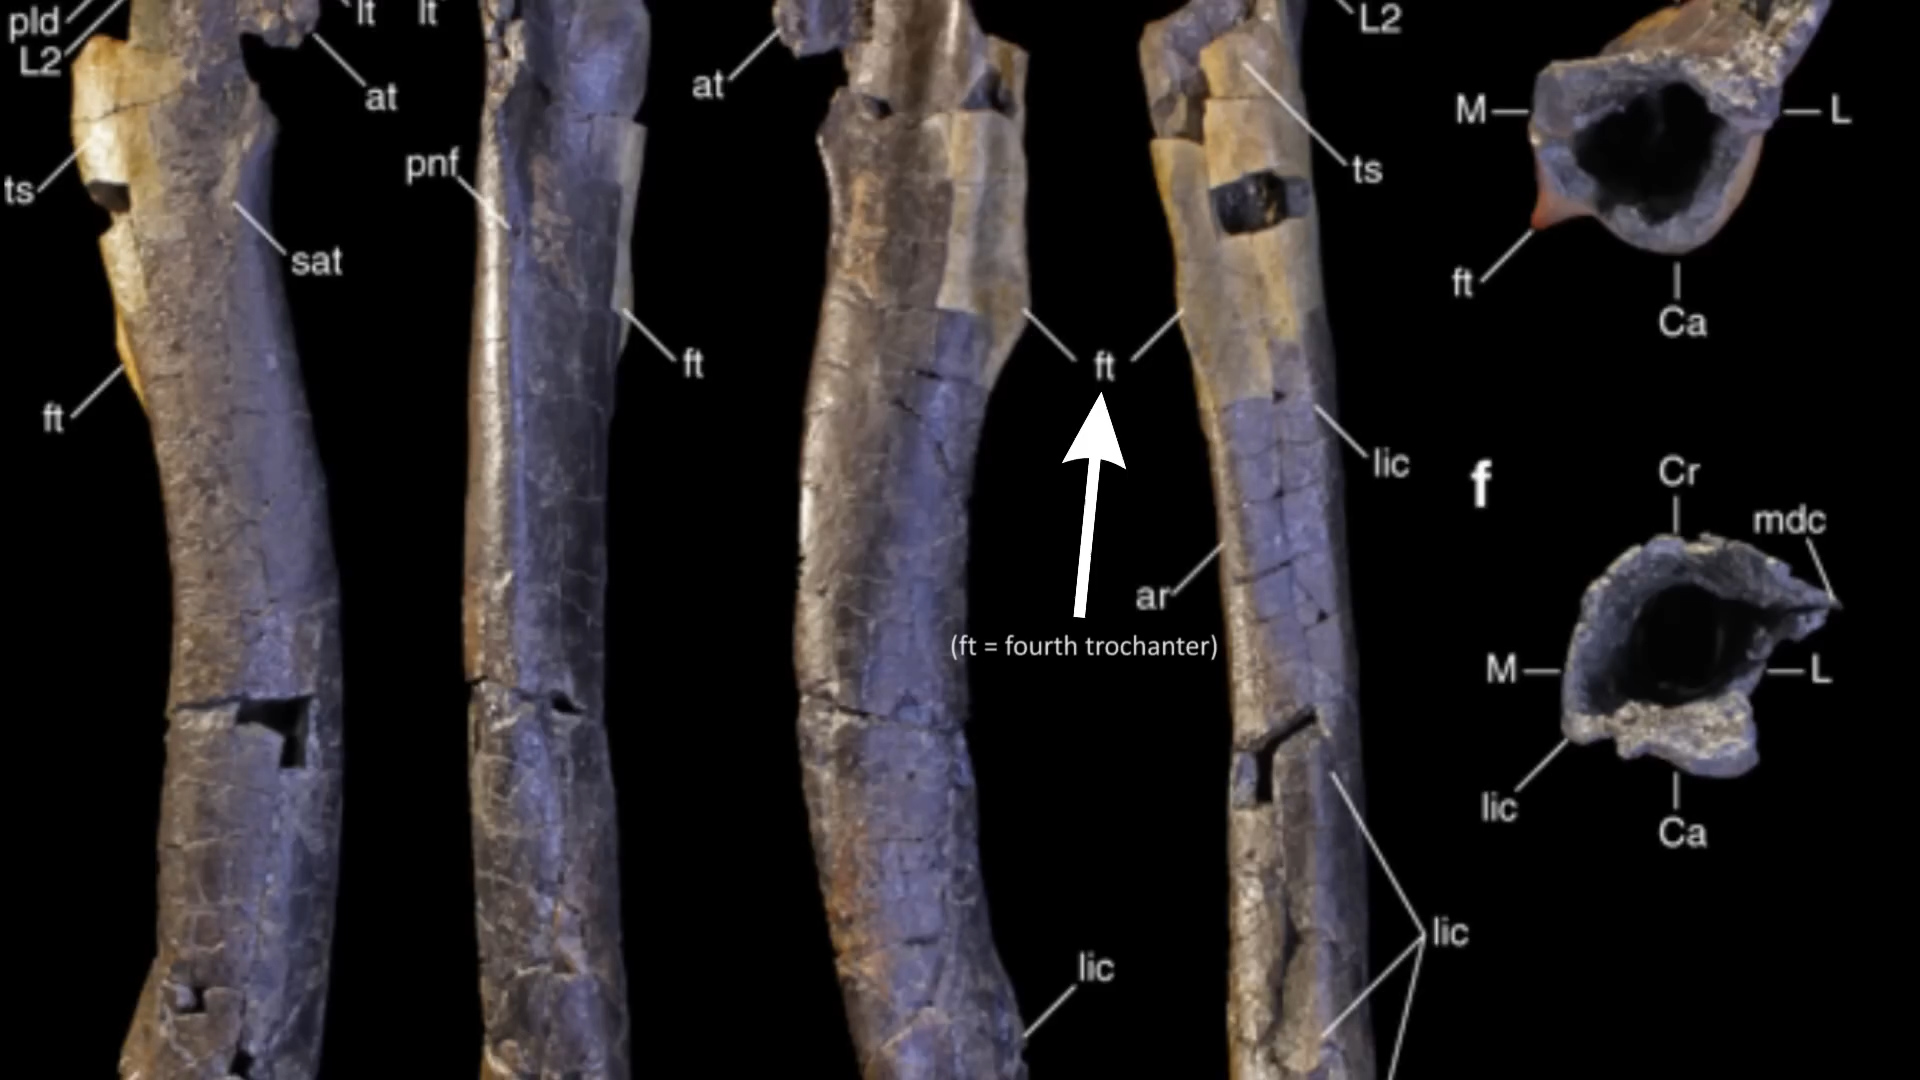 pld
L2
lt
lt
at
ts
sat
ft
pnf
ft
at
ft
(ft = fourth trochanter)
L2
ts
lic
ar
lic
lic
M
L
ft
Ca
f
Cr
mdc
M
L
lic
Ca